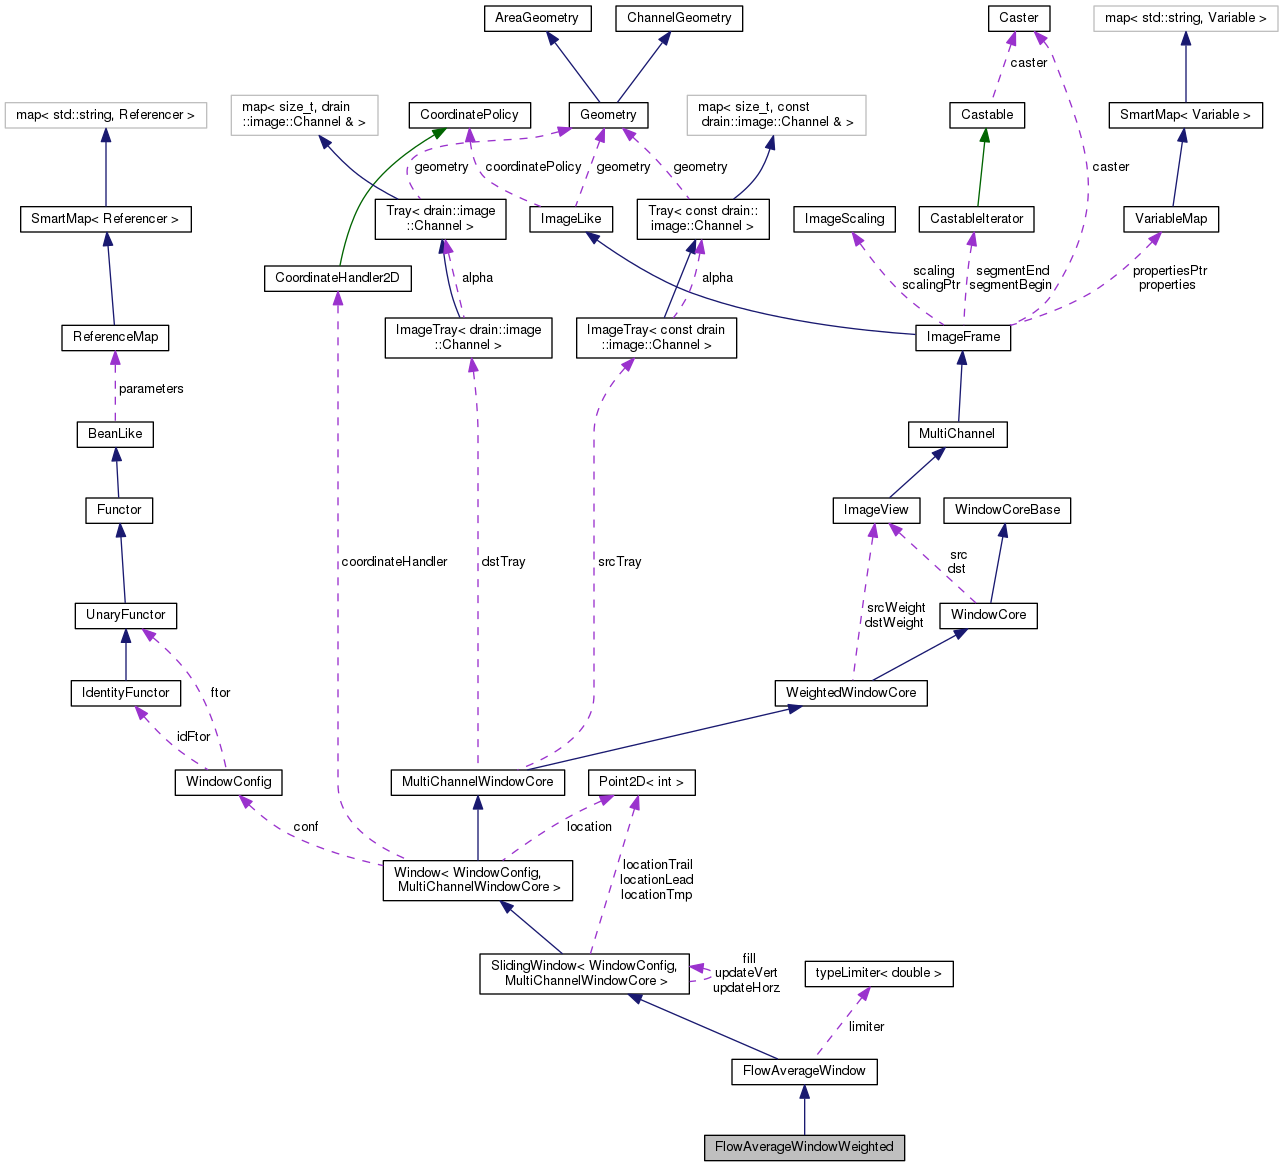 AreaGeometry
ChannelGeometry
Caster
map< std::string, Variable >
caster
map< std::string, Referencer >
map< size_t, drain
::image::Channel & >
CoordinatePolicy
Geometry
map< size_t, const
drain::image::Channel & >
Castable
SmartMap< Variable >
geometry
coordinatePolicy
geometry
geometry
caster
SmartMap< Referencer >
Tray< drain::image
::Channel >
ImageLike
Tray< const drain::
image::Channel >
ImageScaling
CastableIterator
VariableMap
CoordinateHandler2D
alpha
alpha
scaling
scalingPtr
segmentEnd
segmentBegin
propertiesPtr
properties
ReferenceMap
ImageTray< drain::image
::Channel >
ImageTray< const drain
::image::Channel >
ImageFrame
parameters
BeanLike
MultiChannel
Functor
ImageView
WindowCoreBase
coordinateHandler
dstTray
srcTray
src
dst
UnaryFunctor
srcWeight
dstWeight
WindowCore
IdentityFunctor
ftor
WeightedWindowCore
idFtor
WindowConfig
MultiChannelWindowCore
Point2D< int >
conf
location
Window< WindowConfig,
MultiChannelWindowCore >
locationTrail
locationLead
locationTmp
SlidingWindow< WindowConfig,
MultiChannelWindowCore >
fill
updateVert
updateHorz
typeLimiter< double >
limiter
FlowAverageWindow
FlowAverageWindowWeighted